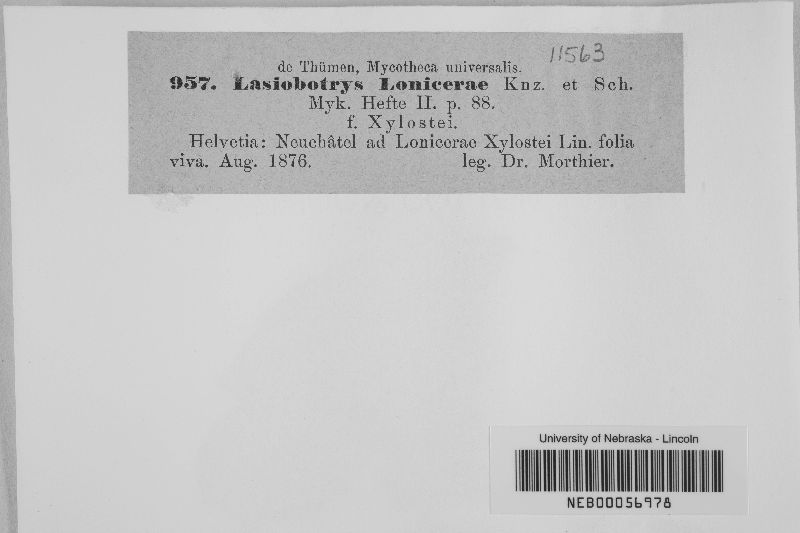 de Thümen, Mycotheca universalis. 11563
957. Lasiobotrys Lonicerae Knz. et Sch.
Myk. Hefte II. p. 88.
f. Xylostei.
Helvetia: Neuchâtel ad Lonicerae Xylostei Lin. folia
viva. Aug. 1876. leg. Dr. Morthier.
University of Nebraska - Lincoln
NEB00056978